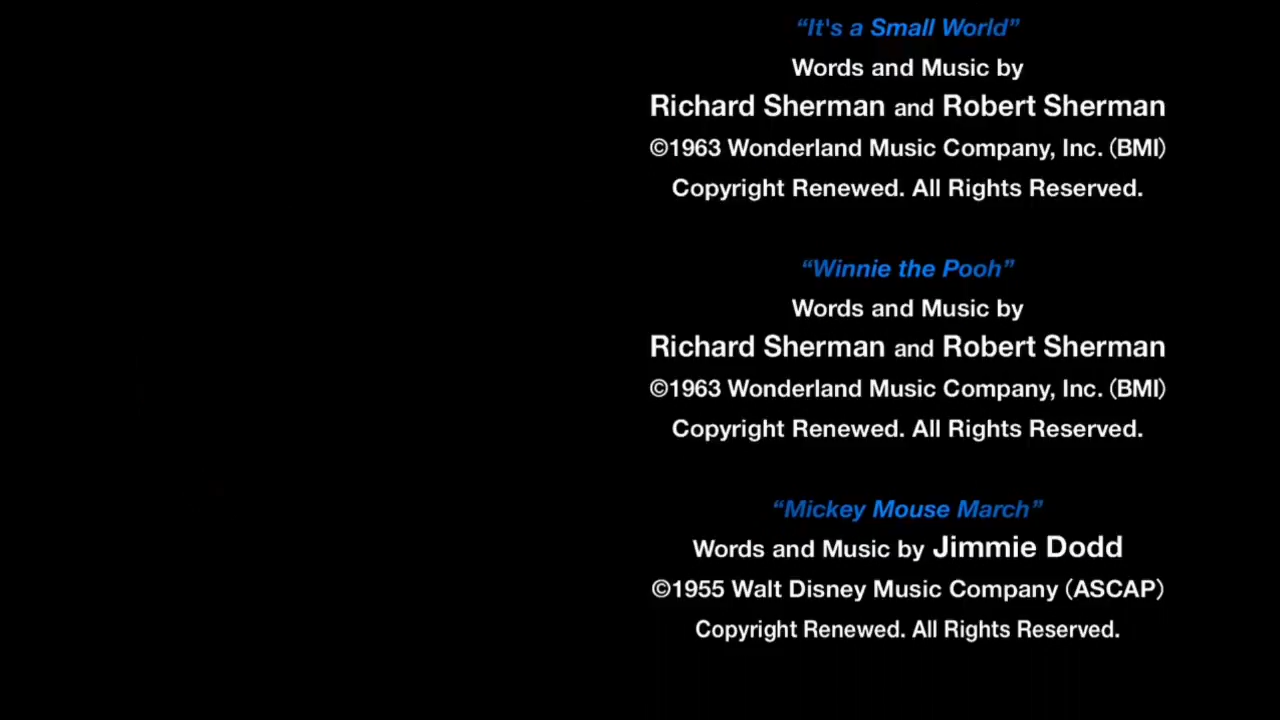 “It's a Small World”
Words and Music by
Richard Sherman and Robert Sherman
©1963 Wonderland Music Company, Inc. (BMI)
Copyright Renewed. All Rights Reserved.
“Winnie the Pooh”
Words and Music by
Richard Sherman and Robert Sherman
©1963 Wonderland Music Company, Inc. (BMI)
Copyright Renewed. All Rights Reserved.
“Mickey Mouse March”
Words and Music by Jimmie Dodd
©1955 Walt Disney Music Company (ASCAP)
Copyright Renewed. All Rights Reserved.